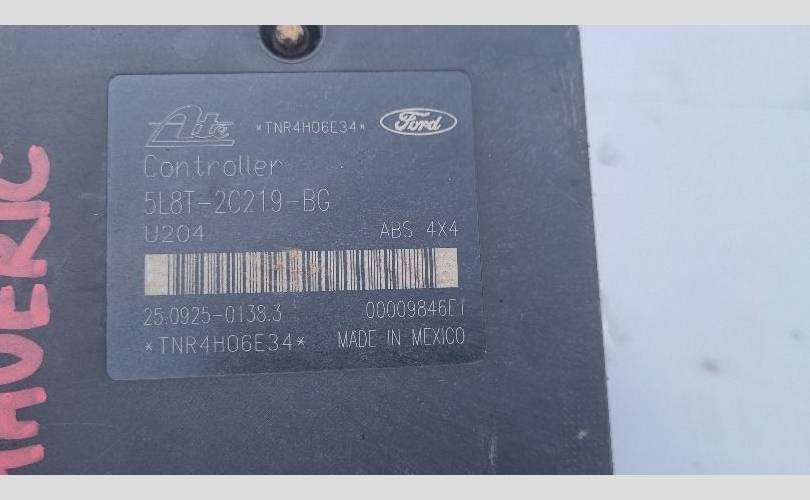 Ate *TNR4H06E34* Ford
Controller
5L8T-2C219-BG
U204 ABS 4X4
25.0925-0138.3 00009846E1
*TNR4H06E34* MADE IN MEXICO
MAVERIC